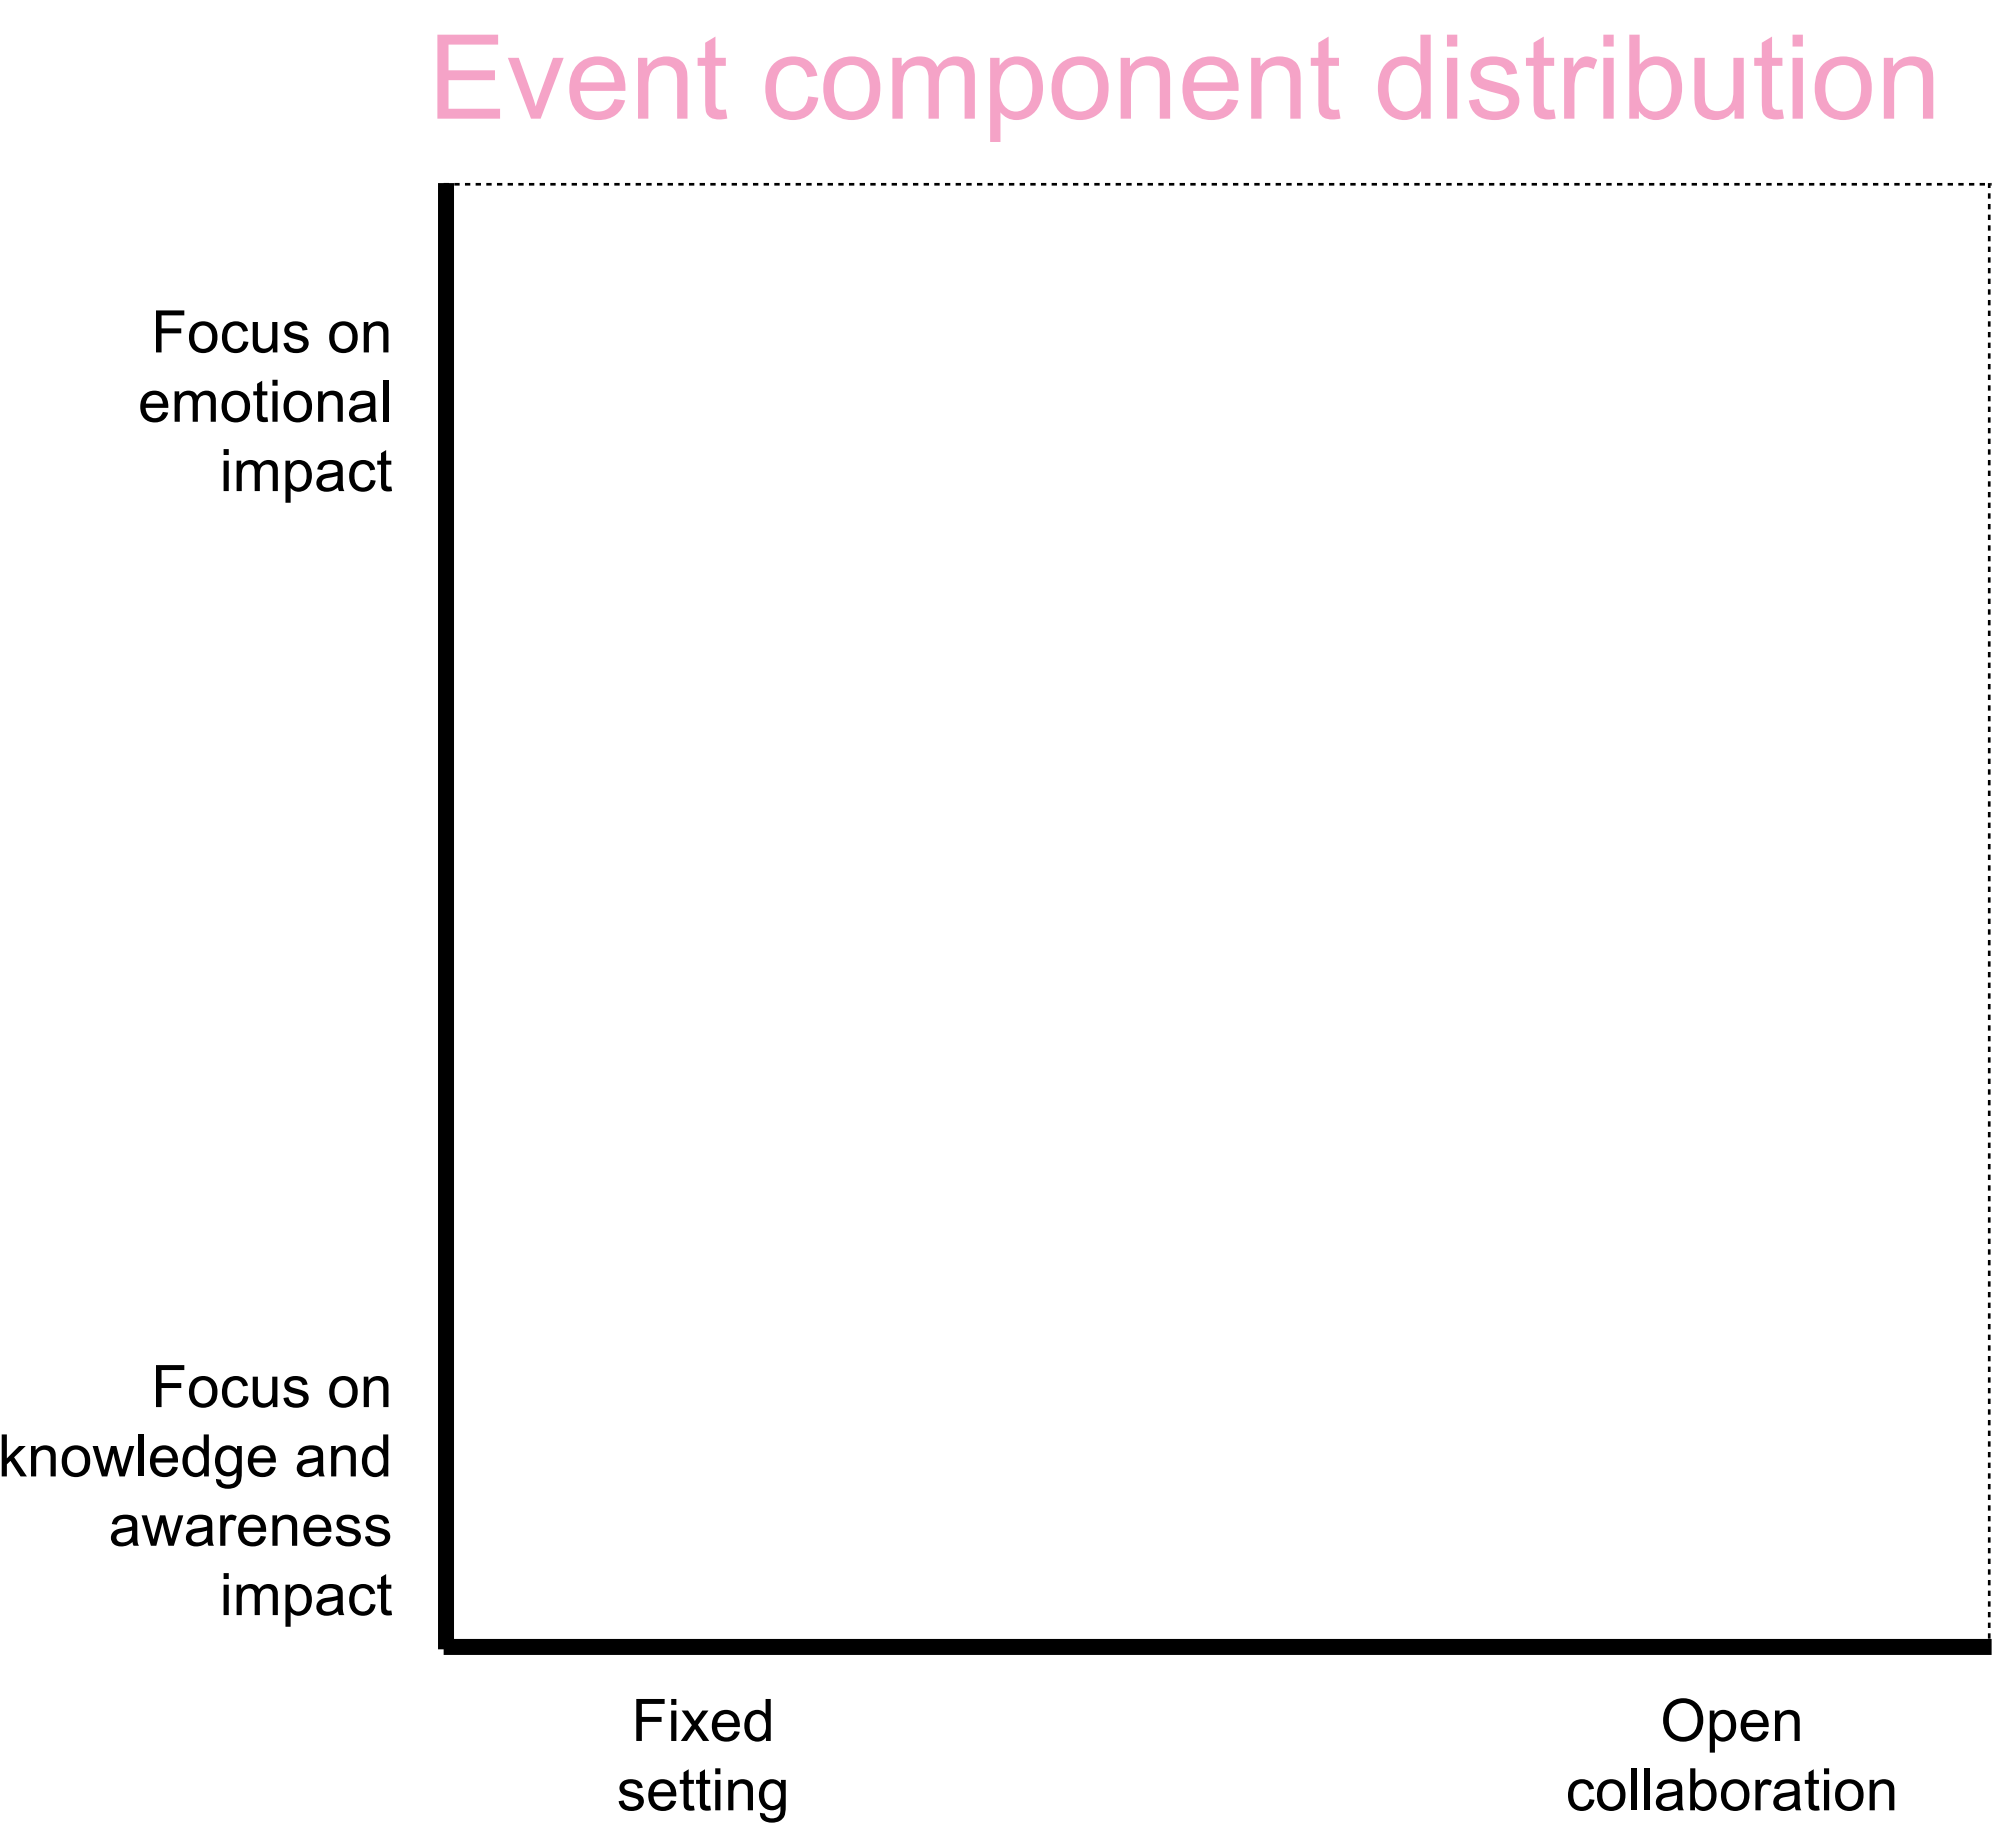 Event component distribution
Focus on
emotional
impact
Focus on
knowledge and
awareness
impact
Fixed
setting
Open
collaboration